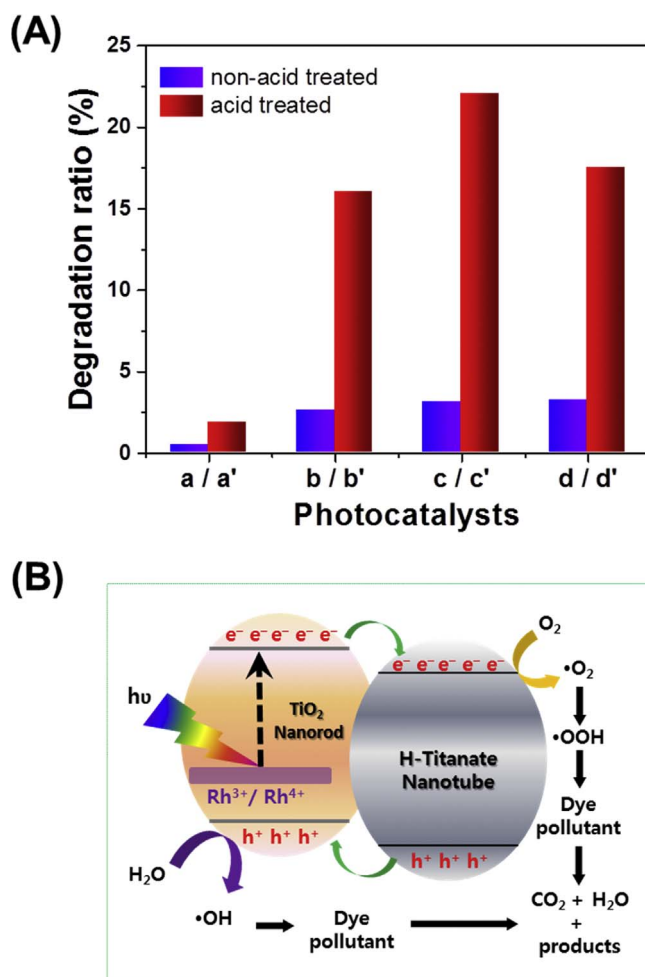 (A)
25
20
15
10
5
0
Degradation ratio (%)
non-acid treated
acid treated
a / a'
b / b'
c / c'
d / d'
Photocatalysts
(B)
e⁻ e⁻ e⁻ e⁻ e⁻
O₂
e⁻ e⁻ e⁻ e⁻ e⁻
•O₂
hυ
TiO₂
Nanorod
•OOH
H-Titanate
Nanotube
Rh³⁺/ Rh⁴⁺
Dye
pollutant
h⁺ h⁺ h⁺
h⁺ h⁺ h⁺
H₂O
CO₂ + H₂O
+
products
•OH
Dye
pollutant